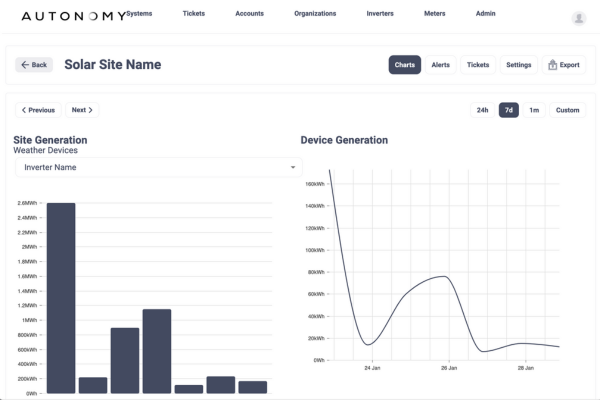 AUTONOMY
Systems Tickets Accounts Organizations Inverters Meters Admin
Back Solar Site Name Charts Alerts Tickets Settings Export
Previous Next 24h 7d 1m Custom
Site Generation
Weather Devices
Inverter Name
2.6MWh
2.4MWh
2.2MWh
2MWh
1.8MWh
1.6MWh
1.4MWh
1.2MWh
1MWh
800kWh
600kWh
400kWh
200kWh
0Wh
Device Generation
160kWh
140kWh
120kWh
100kWh
80kWh
60kWh
40kWh
20kWh
0Wh
24 Jan 26 Jan 28 Jan